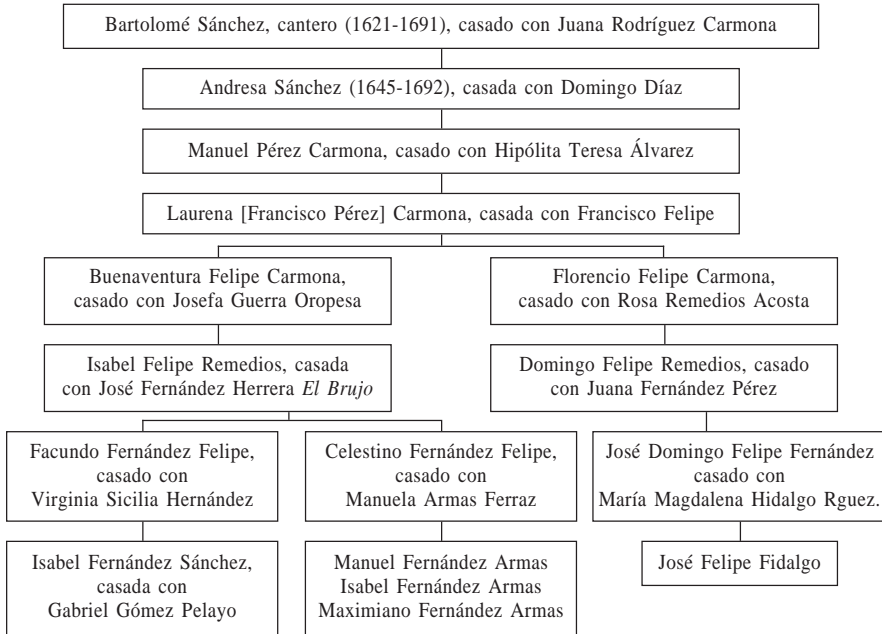 Bartolomé Sánchez, cantero (1621-1691), casado con Juana Rodríguez Carmona
Andresa Sánchez (1645-1692), casada con Domingo Díaz
Manuel Pérez Carmona, casado con Hipólita Teresa Álvarez
Laurena [Francisco Pérez] Carmona, casada con Francisco Felipe
Buenaventura Felipe Carmona,
casado con Josefa Guerra Oropesa
Florencio Felipe Carmona,
casado con Rosa Remedios Acosta
Isabel Felipe Remedios, casada
con José Fernández Herrera El Brujo
Domingo Felipe Remedios, casado
con Juana Fernández Pérez
Facundo Fernández Felipe,
casado con
Virginia Sicilia Hernández
Celestino Fernández Felipe,
casado con
Manuela Armas Ferraz
José Domingo Felipe Fernández
casado con
María Magdalena Hidalgo Rguez.
Isabel Fernández Sánchez,
casada con
Gabriel Gómez Pelayo
Manuel Fernández Armas
Isabel Fernández Armas
Maximiano Fernández Armas
José Felipe Fidalgo